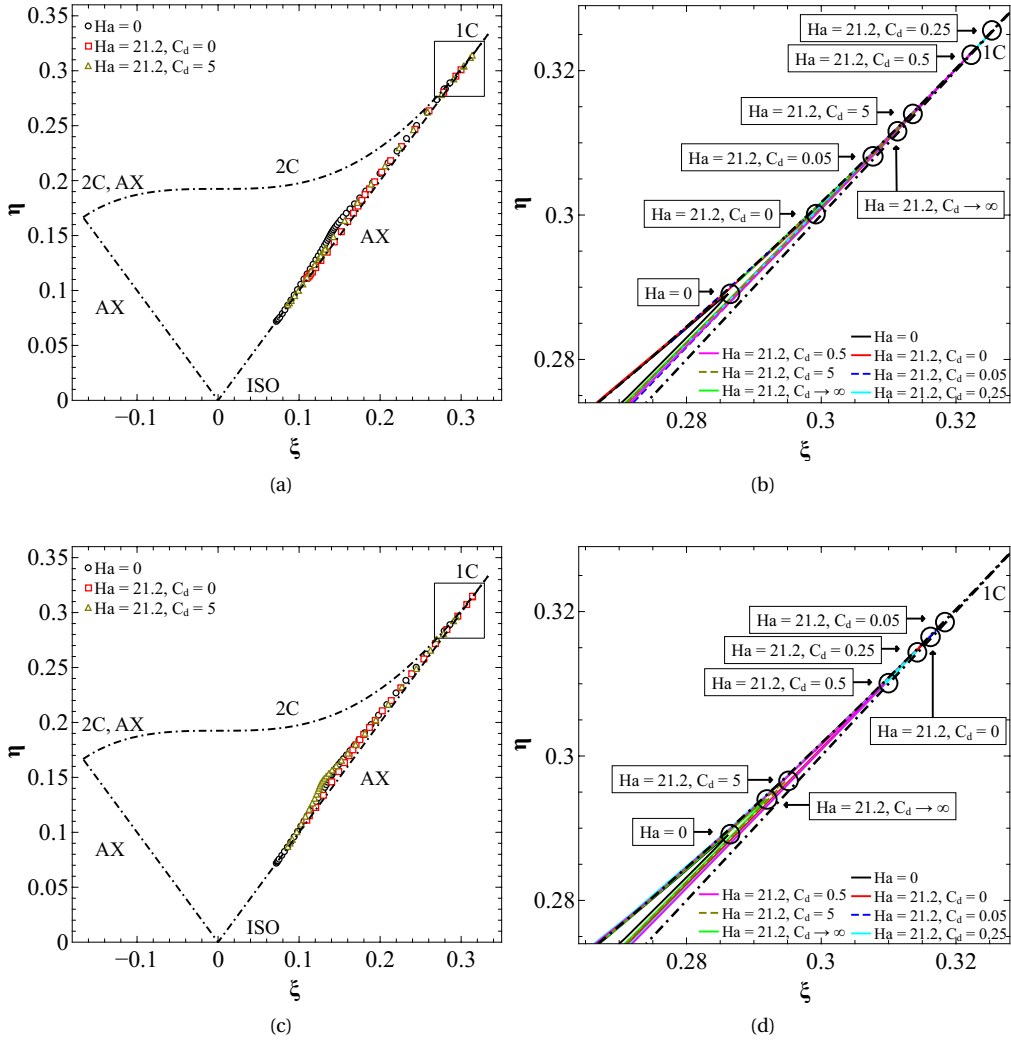 0.35
0.3
0.25
0.2
0.15
0.1
0.05
0
η
Ha = 0
Ha = 21.2, C_d = 0
Ha = 21.2, C_d = 5
1C
2C, AX
2C
AX
AX
ISO
−0.1 0 0.1 0.2 0.3
ξ
(a)
0.32
0.3
0.28
η
Ha = 21.2, C_d = 0.25
1C
Ha = 21.2, C_d = 0.5
Ha = 21.2, C_d = 5
Ha = 21.2, C_d = 0.05
Ha = 21.2, C_d → ∞
Ha = 21.2, C_d = 0
Ha = 0
Ha = 0
Ha = 21.2, C_d = 0.5 Ha = 21.2, C_d = 0
Ha = 21.2, C_d = 5 Ha = 21.2, C_d = 0.05
Ha = 21.2, C_d → ∞ Ha = 21.2, C_d = 0.25
0.28 0.3 0.32
ξ
(b)
0.35
0.3
0.25
0.2
0.15
0.1
0.05
0
η
Ha = 0
Ha = 21.2, C_d = 0
Ha = 21.2, C_d = 5
1C
2C, AX
2C
AX
AX
ISO
−0.1 0 0.1 0.2 0.3
ξ
(c)
0.32
0.3
0.28
η
1C
Ha = 21.2, C_d = 0.05
Ha = 21.2, C_d = 0.25
Ha = 21.2, C_d = 0.5
Ha = 21.2, C_d = 0
Ha = 21.2, C_d = 5
Ha = 21.2, C_d → ∞
Ha = 0
Ha = 0
Ha = 21.2, C_d = 0.5 Ha = 21.2, C_d = 0
Ha = 21.2, C_d = 5 Ha = 21.2, C_d = 0.05
Ha = 21.2, C_d → ∞ Ha = 21.2, C_d = 0.25
0.28 0.3 0.32
ξ
(d)